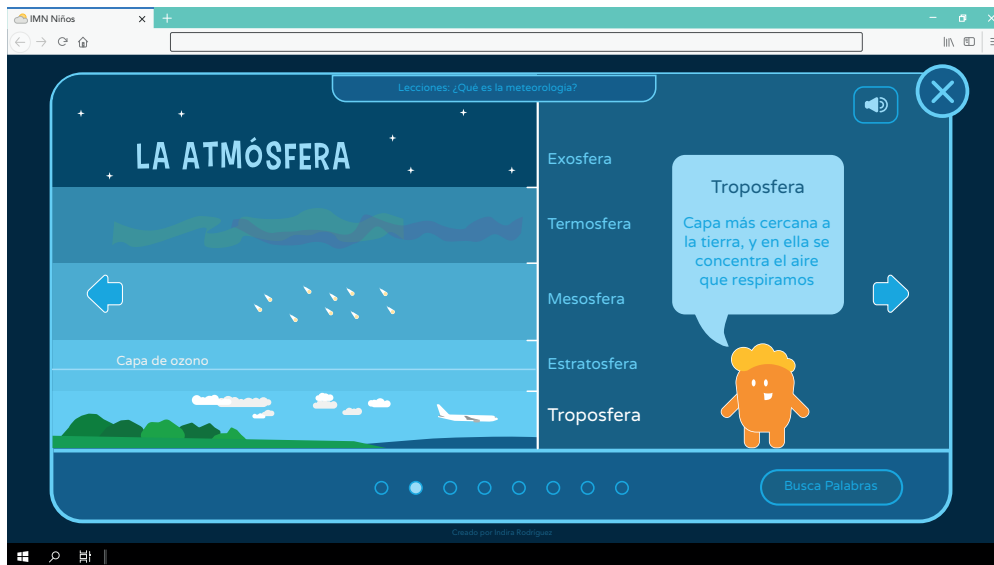 IMN Niños
Lecciones: ¿Qué es la meteorología?
LA ATMÓSFERA
Exosfera
Termosfera
Mesosfera
Capa de ozono
Estratosfera
Troposfera
Troposfera
Capa más cercana a
la tierra, y en ella se
concentra el aire
que respiramos
Busca Palabras
Creado por Indira Rodríguez